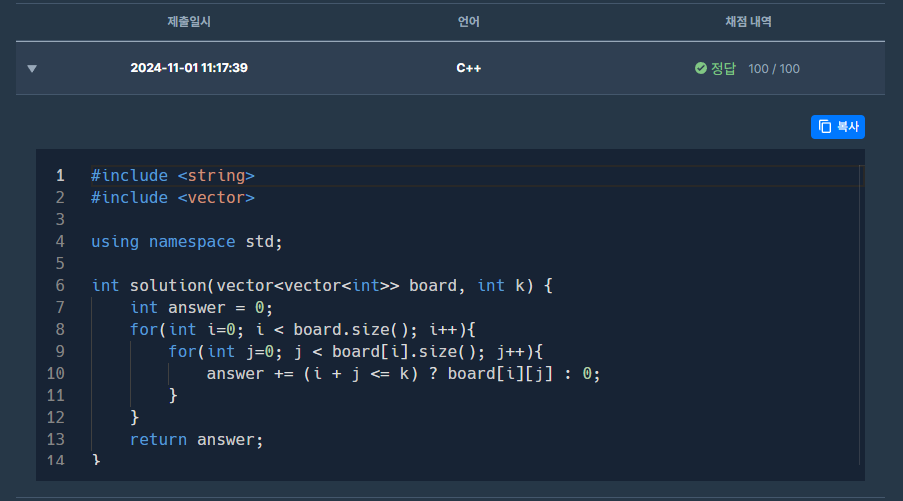 제출일시 언어 채점 내역
▼ 2024-11-01 11:17:39 C++ 정답 100 / 100
복사
1 #include <string>
2 #include <vector>
3
4 using namespace std;
5
6 int solution(vector<vector<int>> board, int k) {
7     int answer = 0;
8     for(int i=0; i < board.size(); i++){
9         for(int j=0; j < board[i].size(); j++){
10             answer += (i + j <= k) ? board[i][j] : 0;
11         }
12     }
13     return answer;
14 }